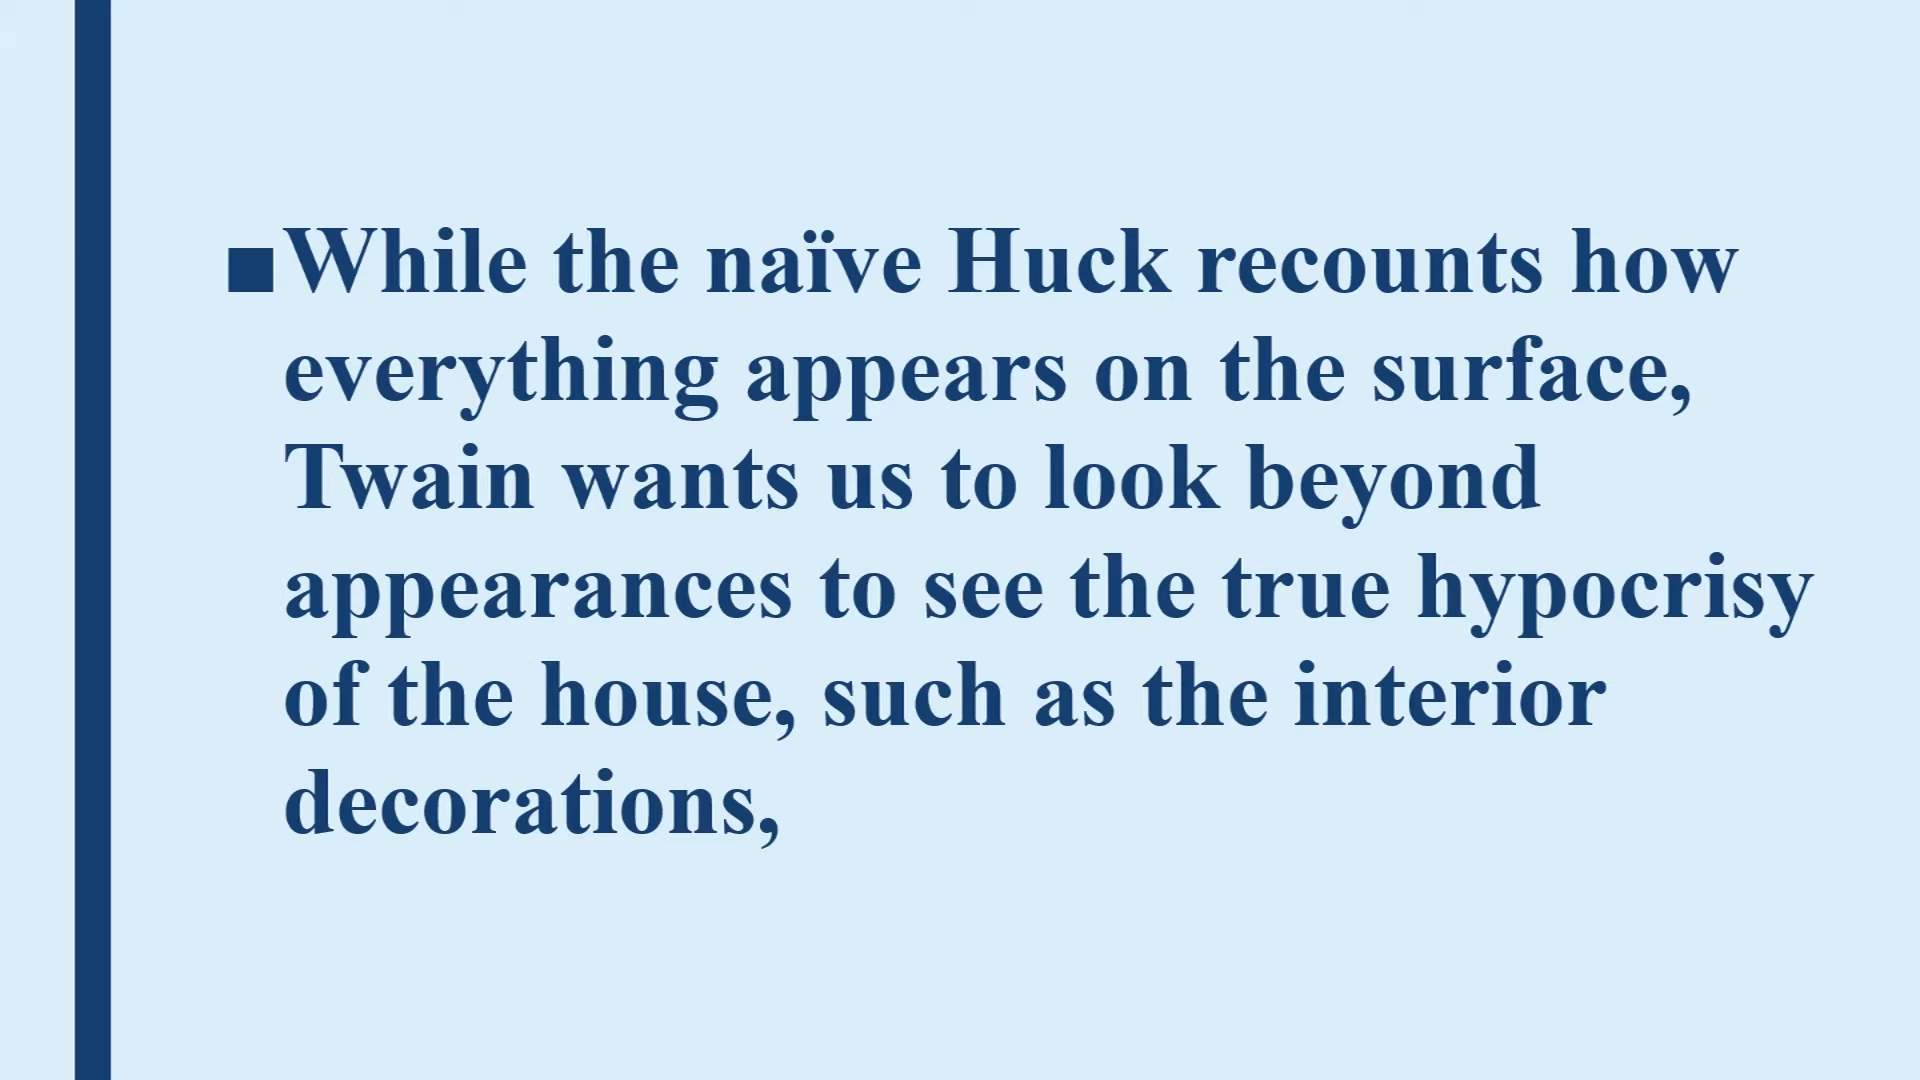 ■While the naïve Huck recounts how
everything appears on the surface,
Twain wants us to look beyond
appearances to see the true hypocrisy
of the house, such as the interior
decorations,